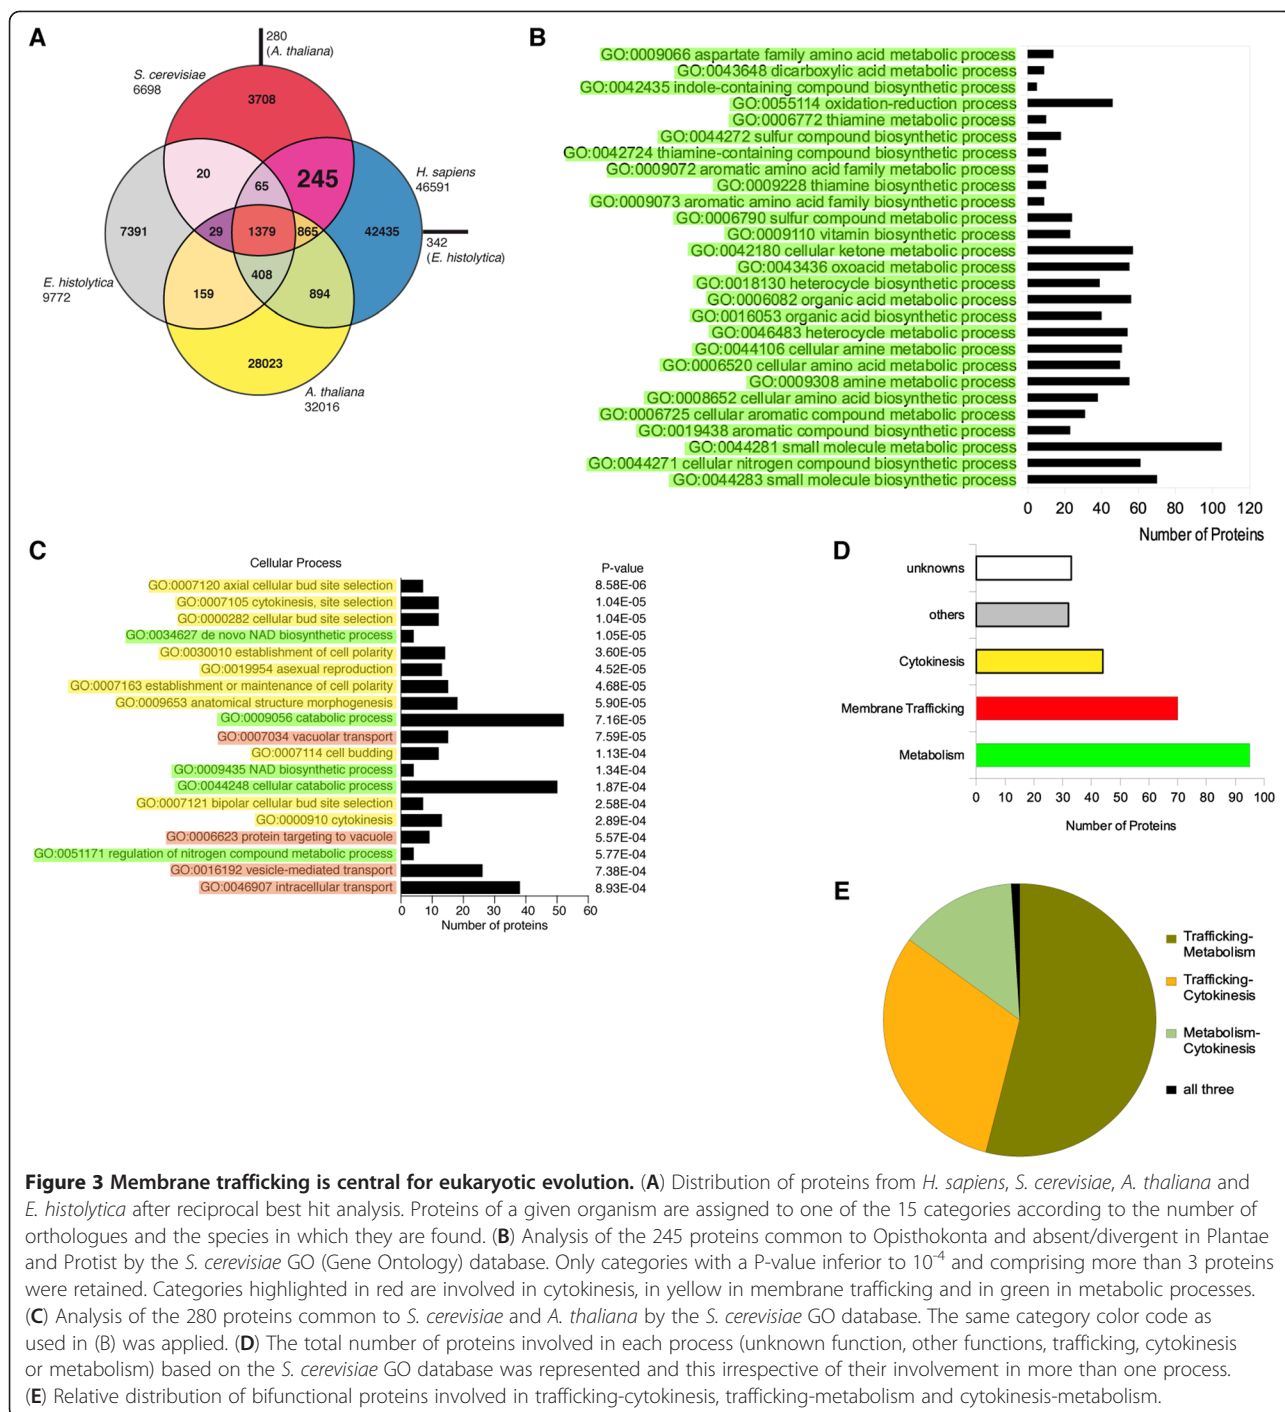 A
280
(A. thaliana)
S. cerevisiae
6698
3708
20
65
245
H. sapiens
46591
7391
29
1379
865
42435
342
(E. histolytica)
408
E. histolytica
9772
159
894
28023
A. thaliana
32016
B
GO:0009066 aspartate family amino acid metabolic process
GO:0043648 dicarboxylic acid metabolic process
GO:0042435 indole-containing compound biosynthetic process
GO:0055114 oxidation-reduction process
GO:0006772 thiamine metabolic process
GO:0044272 sulfur compound biosynthetic process
GO:0042724 thiamine-containing compound biosynthetic process
GO:0009072 aromatic amino acid family metabolic process
GO:0009228 thiamine biosynthetic process
GO:0009073 aromatic amino acid family biosynthetic process
GO:0006790 sulfur compound metabolic process
GO:0009110 vitamin biosynthetic process
GO:0042180 cellular ketone metabolic process
GO:0043436 oxoacid metabolic process
GO:0018130 heterocycle biosynthetic process
GO:0006082 organic acid metabolic process
GO:0016053 organic acid biosynthetic process
GO:0046483 heterocycle metabolic process
GO:0044106 cellular amine metabolic process
GO:0006520 cellular amino acid metabolic process
GO:0009308 amine metabolic process
GO:0008652 cellular amino acid biosynthetic process
GO:0006725 cellular aromatic compound metabolic process
GO:0019438 aromatic compound biosynthetic process
GO:0044281 small molecule metabolic process
GO:0044271 cellular nitrogen compound biosynthetic process
GO:0044283 small molecule biosynthetic process
0 20 40 60 80 100 120
Number of Proteins
C
Cellular Process
P-value
GO:0007120 axial cellular bud site selection 8.58E-06
GO:0007105 cytokinesis, site selection 1.04E-05
GO:0000282 cellular bud site selection 1.04E-05
GO:0034627 de novo NAD biosynthetic process 1.05E-05
GO:0030010 establishment of cell polarity 3.60E-05
GO:0019954 asexual reproduction 4.52E-05
GO:0007163 establishment or maintenance of cell polarity 4.68E-05
GO:0009653 anatomical structure morphogenesis 5.90E-05
GO:0009056 catabolic process 7.16E-05
GO:0007034 vacuolar transport 7.59E-05
GO:0007114 cell budding 1.13E-04
GO:0009435 NAD biosynthetic process 1.34E-04
GO:0044248 cellular catabolic process 1.87E-04
GO:0007121 bipolar cellular bud site selection 2.58E-04
GO:0000910 cytokinesis 2.89E-04
GO:0006623 protein targeting to vacuole 5.57E-04
GO:0051171 regulation of nitrogen compound metabolic process 5.77E-04
GO:0016192 vesicle-mediated transport 7.38E-04
GO:0046907 intracellular transport 8.93E-04
0 10 20 30 40 50 60
Number of proteins
D
unknowns
others
Cytokinesis
Membrane Trafficking
Metabolism
0 10 20 30 40 50 60 70 80 90 100
Number of Proteins
E
Trafficking-
Metabolism
Trafficking-
Cytokinesis
Metabolism-
Cytokinesis
all three
Figure 3 Membrane trafficking is central for eukaryotic evolution. (A) Distribution of proteins from H. sapiens, S. cerevisiae, A. thaliana and
E. histolytica after reciprocal best hit analysis. Proteins of a given organism are assigned to one of the 15 categories according to the number of
orthologues and the species in which they are found. (B) Analysis of the 245 proteins common to Opisthokonta and absent/divergent in Plantae
and Protist by the S. cerevisiae GO (Gene Ontology) database. Only categories with a P-value inferior to 10⁻⁴ and comprising more than 3 proteins
were retained. Categories highlighted in red are involved in cytokinesis, in yellow in membrane trafficking and in green in metabolic processes.
(C) Analysis of the 280 proteins common to S. cerevisiae and A. thaliana by the S. cerevisiae GO database. The same category color code as
used in (B) was applied. (D) The total number of proteins involved in each process (unknown function, other functions, trafficking, cytokinesis
or metabolism) based on the S. cerevisiae GO database was represented and this irrespective of their involvement in more than one process.
(E) Relative distribution of bifunctional proteins involved in trafficking-cytokinesis, trafficking-metabolism and cytokinesis-metabolism.